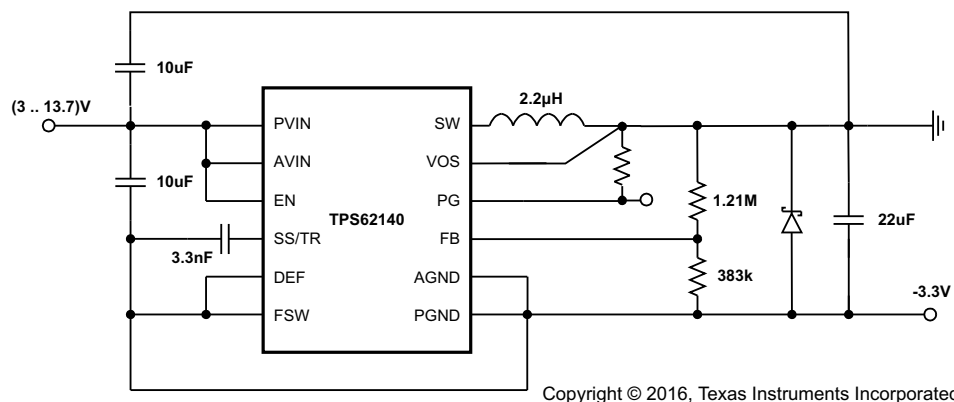 10uF
2.2µH
(3 .. 13.7)V
PVIN
SW
AVIN
VOS
10uF
EN
PG
1.21M
TPS62140
22uF
SS/TR
FB
3.3nF
DEF
AGND
383k
-3.3V
FSW
PGND
Copyright © 2016, Texas Instruments Incorporated